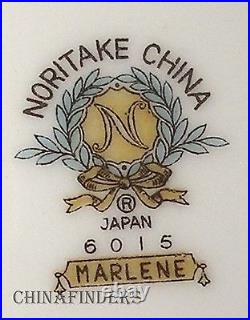 NORITAKE CHINA
N
®
JAPAN
6015
MARLENE
CHINAFINDERS